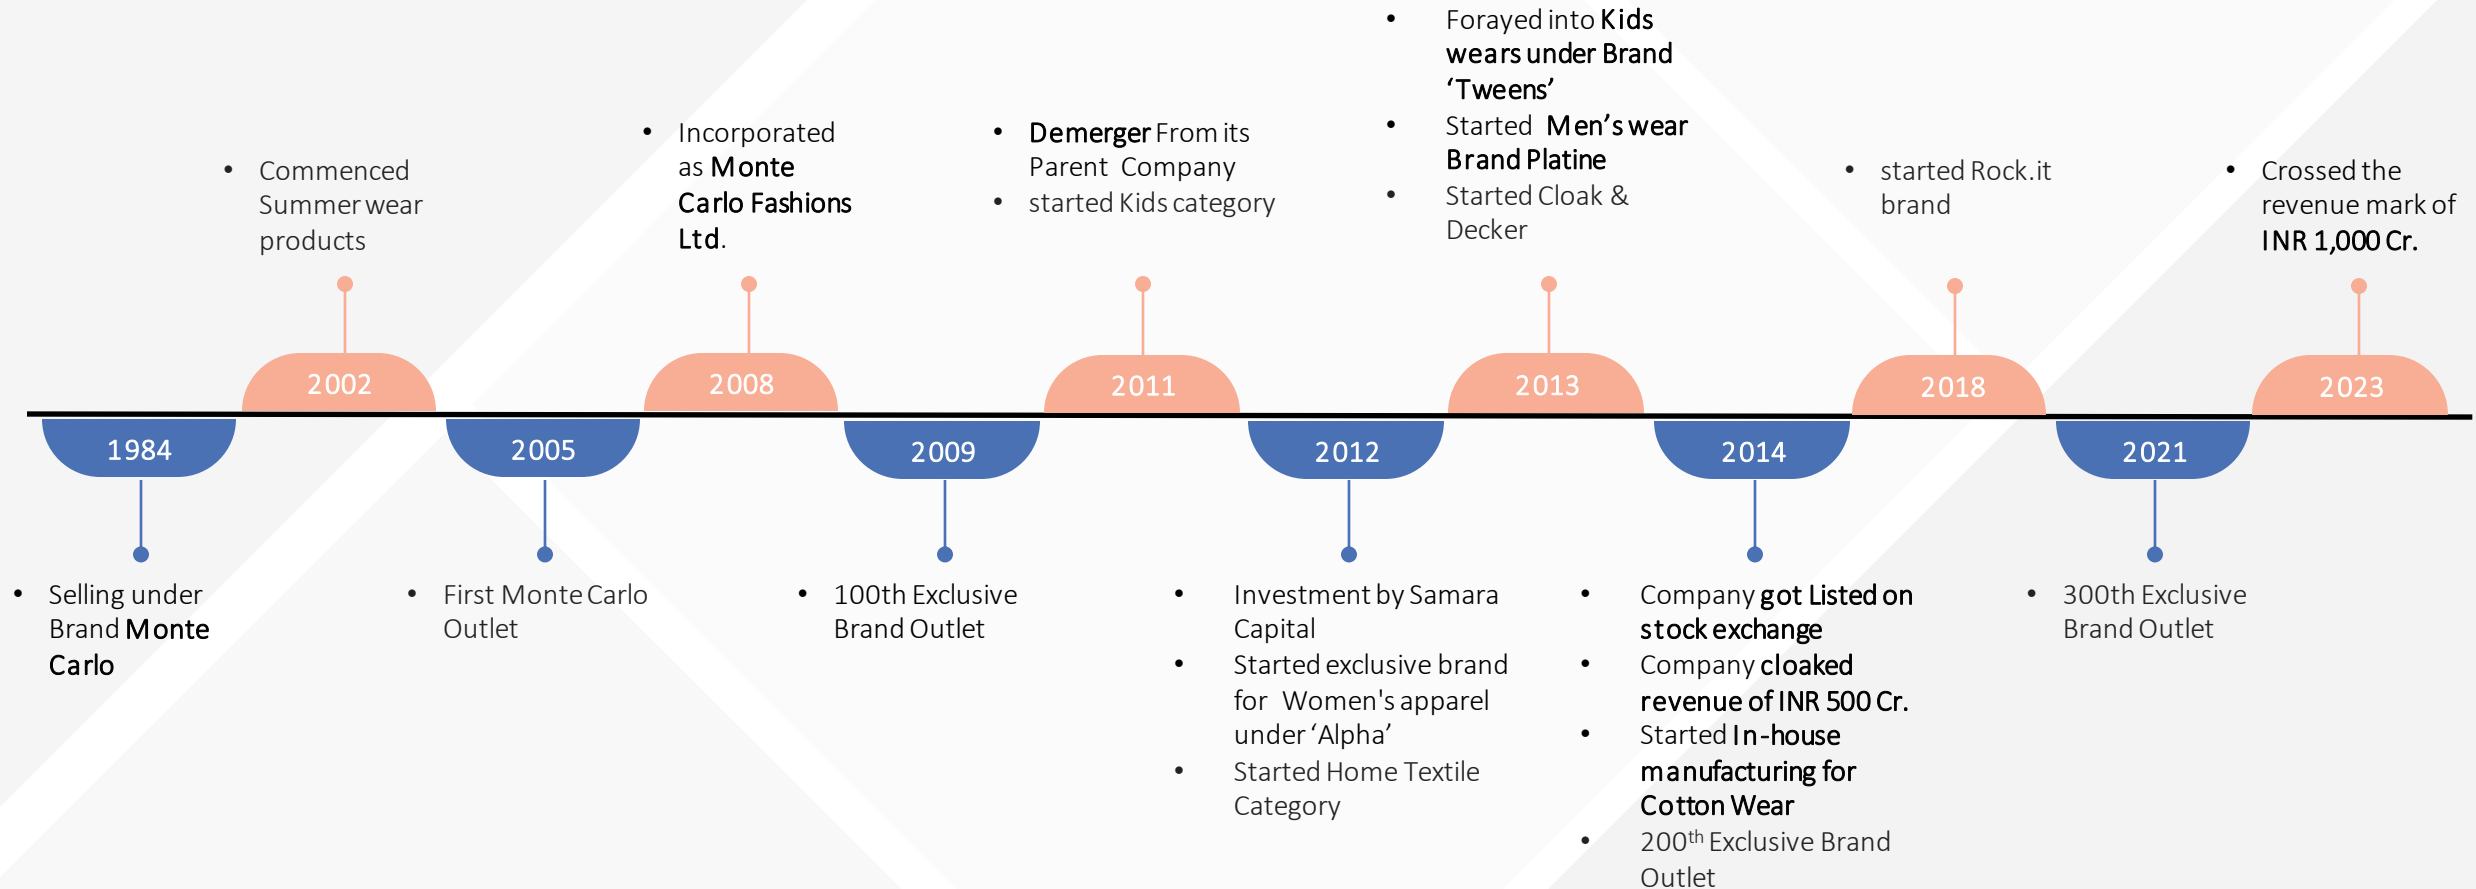 • Forayed into Kids
wears under Brand
‘Tweens’
• Started Men’s wear
Brand Platine
• Started Cloak &
Decker
• Commenced
Summer wear
products
• Incorporated
as Monte
Carlo Fashions
Ltd.
• Demerger From its
Parent Company
• started Kids category
• started Rock.it
brand
• Crossed the
revenue mark of
INR 1,000 Cr.
2002
2008
2011
2013
2018
2023
1984
2005
2009
2012
2014
2021
• Selling under
Brand Monte
Carlo
• First Monte Carlo
Outlet
• 100th Exclusive
Brand Outlet
• Investment by Samara
Capital
• Started exclusive brand
for Women's apparel
under ‘Alpha’
• Started Home Textile
Category
• Company got Listed on
stock exchange
• Company cloaked
revenue of INR 500 Cr.
• Started In-house
manufacturing for
Cotton Wear
• 200th Exclusive Brand
Outlet
• 300th Exclusive
Brand Outlet